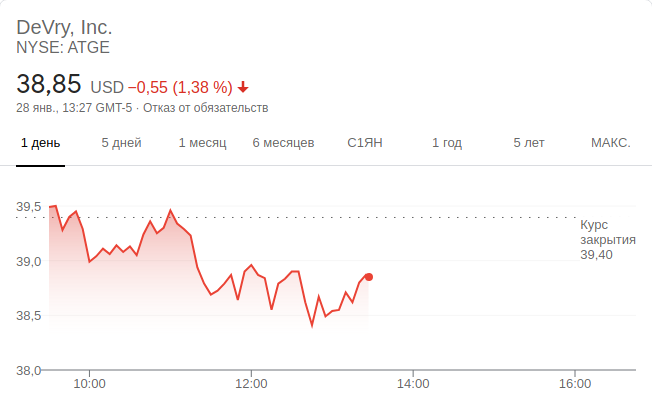 DeVry, Inc.
NYSE: ATGE
38,85 USD −0,55 (1,38 %)
28 янв., 13:27 GMT-5 · Отказ от обязательств
1 день 5 дней 1 месяц 6 месяцев С1ЯН 1 год 5 лет МАКС.
39,5
Курс
закрытия
39,40
39,0
38,5
38,0
10:00 12:00 14:00 16:00